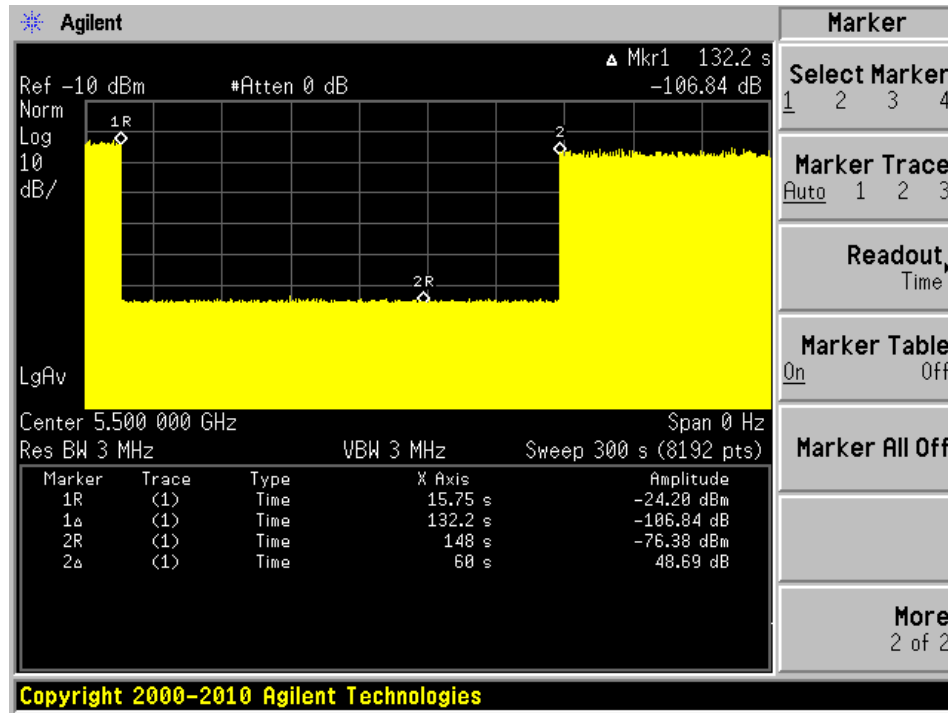 Agilent
Marker
Δ Mkr1 132.2 s
Ref -10 dBm #Atten 0 dB -106.84 dB
Norm
Log
10
dB/
1R
2
2R
LgAv
Center 5.500 000 GHz Span 0 Hz
Res BW 3 MHz VBW 3 MHz Sweep 300 s (8192 pts)
Marker Trace Type X Axis Amplitude
1R (1) Time 15.75 s -24.20 dBm
1Δ (1) Time 132.2 s -106.84 dB
2R (1) Time 148 s -76.38 dBm
2Δ (1) Time 60 s 48.69 dB
Select Marker
1 2 3 4
Marker Trace
Auto 1 2 3
Readout
Time
Marker Table
On Off
Marker All Off
More
2 of 2
Copyright 2000-2010 Agilent Technologies